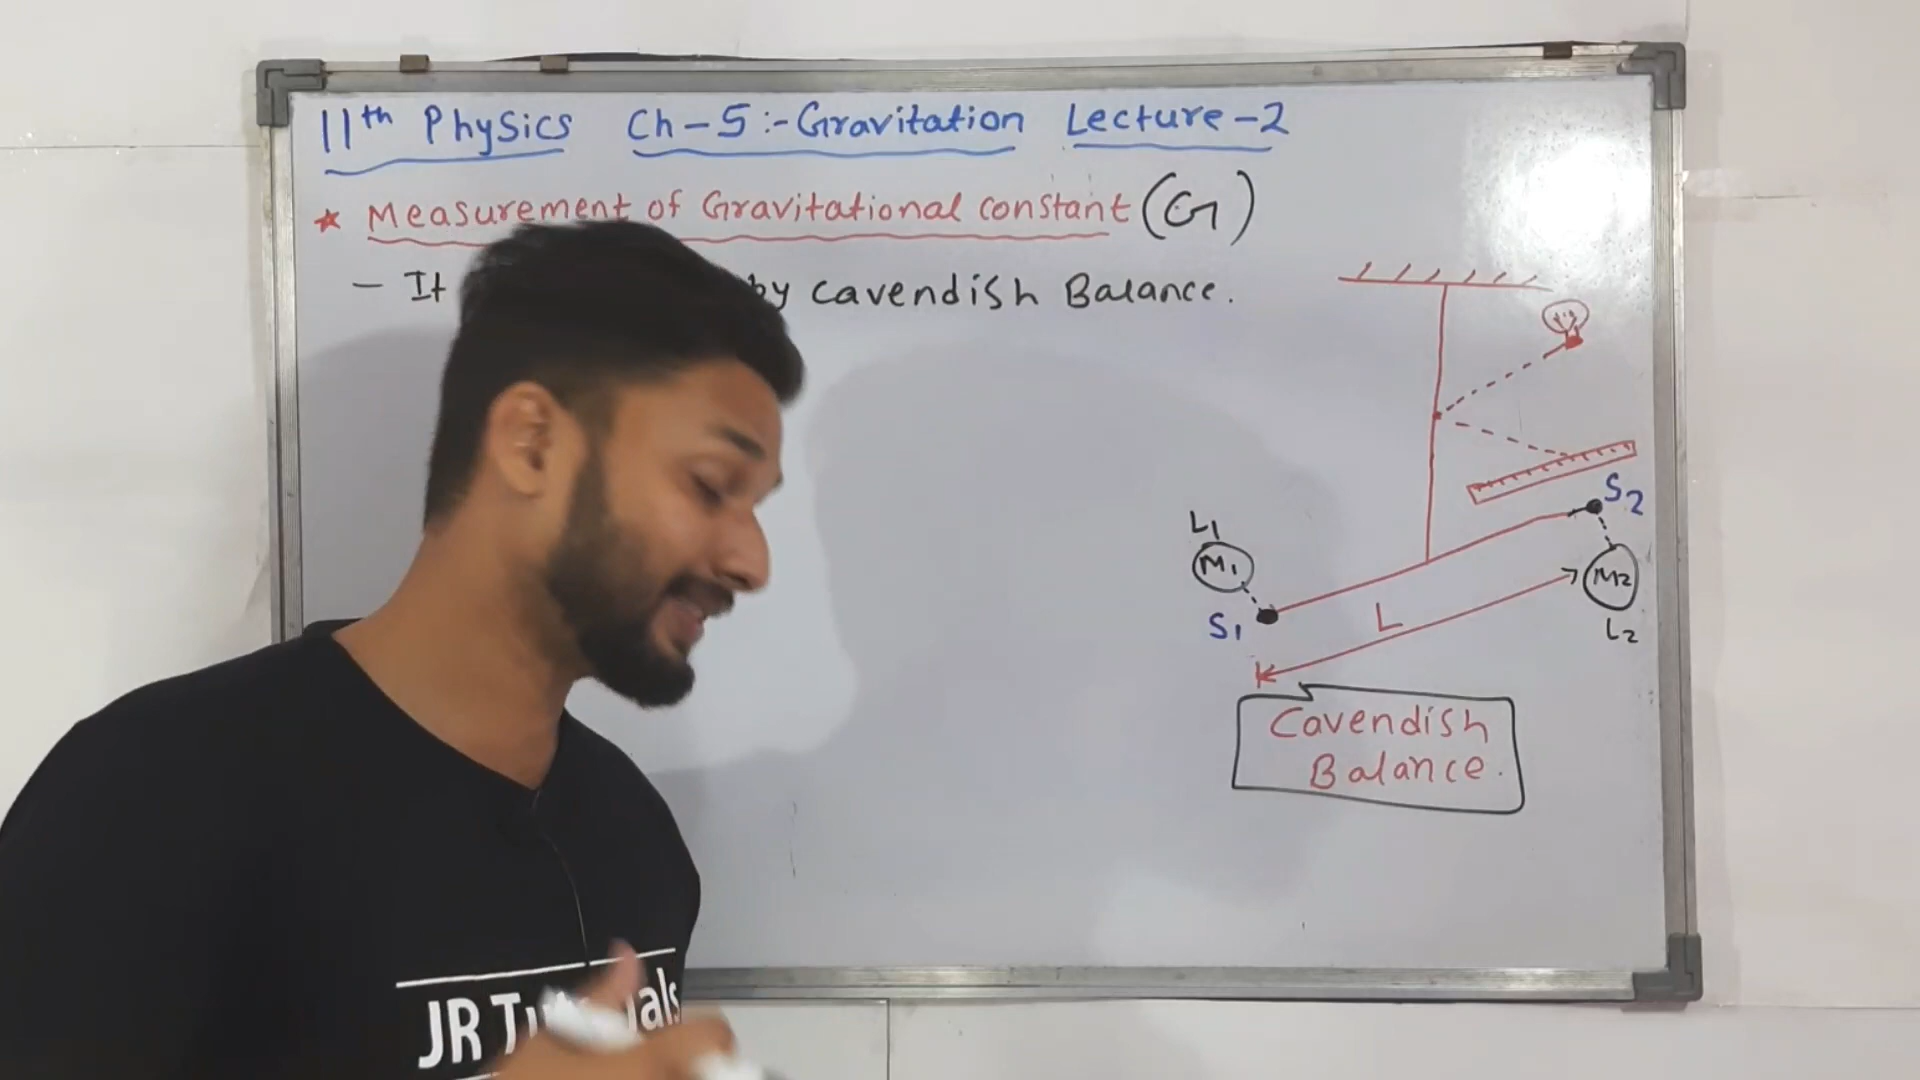 11th Physics Ch-5:-Gravitation Lecture-2
★ Measurement of Gravitational constant (G)
- It by Cavendish Balance.
S2
L1
M1
M2
S1
L
L2
Cavendish
Balance.
JR Tutorials